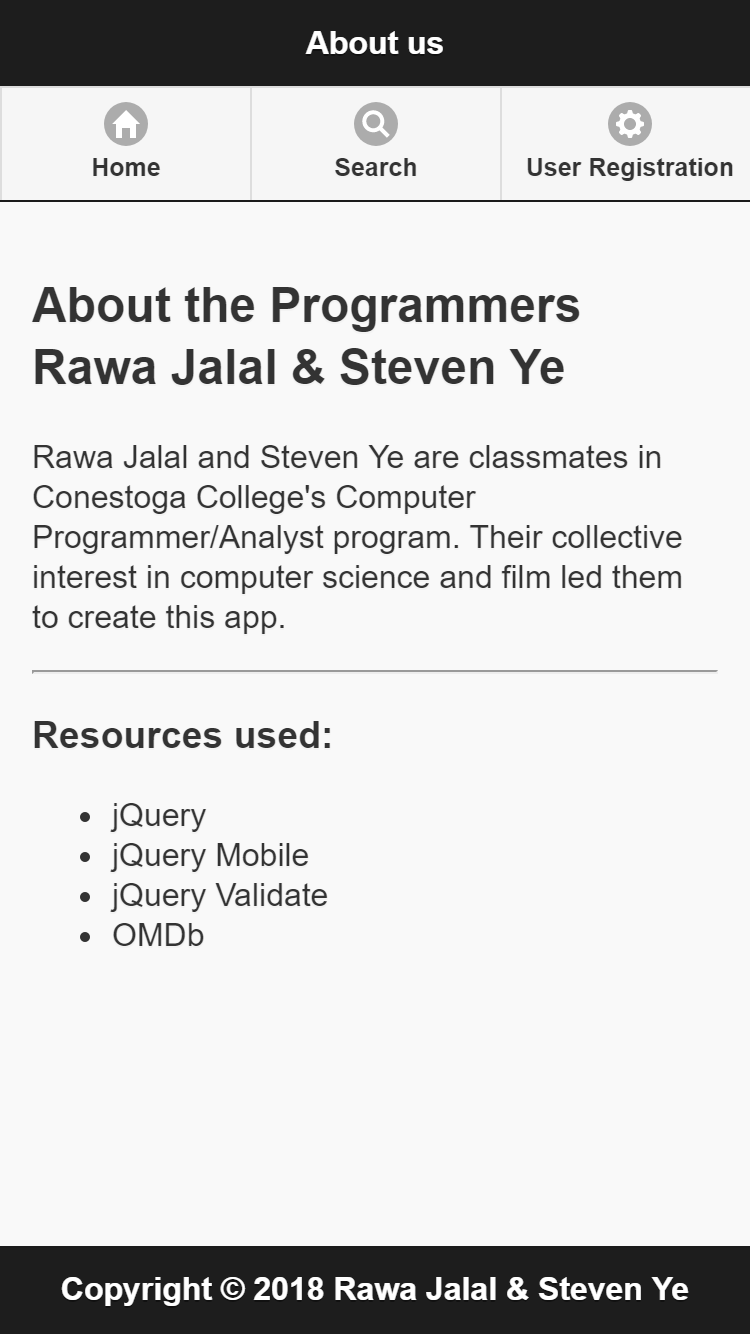 About us
Home
Search
User Registration
About the Programmers
Rawa Jalal & Steven Ye
Rawa Jalal and Steven Ye are classmates in
Conestoga College's Computer
Programmer/Analyst program. Their collective
interest in computer science and film led them
to create this app.
Resources used:
• jQuery
• jQuery Mobile
• jQuery Validate
• OMDb
Copyright © 2018 Rawa Jalal & Steven Ye